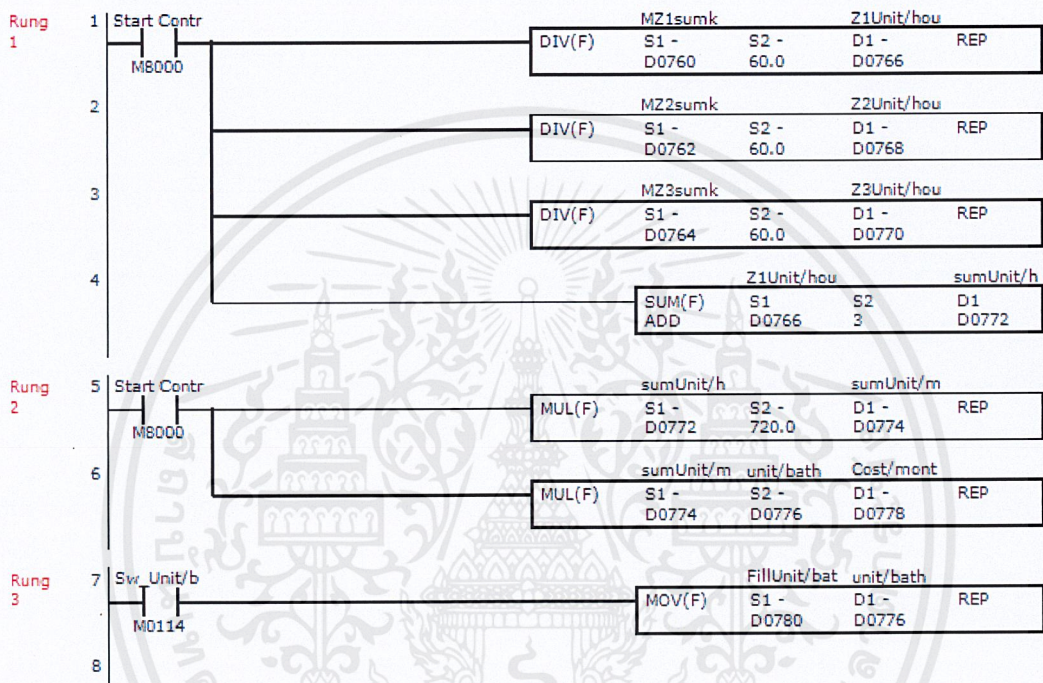 Rung 1
1 Start Contr
M8000
MZ1sumk Z1Unit/hou
DIV(F) S1 - S2 - D1 - REP
D0760 60.0 D0766
2
MZ2sumk Z2Unit/hou
DIV(F) S1 - S2 - D1 - REP
D0762 60.0 D0768
3
MZ3sumk Z3Unit/hou
DIV(F) S1 - S2 - D1 - REP
D0764 60.0 D0770
4
Z1Unit/hou sumUnit/h
SUM(F) S1 S2 D1
ADD D0766 3 D0772
Rung 2
5 Start Contr
M8000
sumUnit/h sumUnit/m
MUL(F) S1 - S2 - D1 - REP
D0772 720.0 D0774
6
sumUnit/m unit/bath Cost/mont
MUL(F) S1 - S2 - D1 - REP
D0774 D0776 D0778
Rung 3
7 Sw_Unit/b
M0114
FillUnit/bat unit/bath
MOV(F) S1 - D1 - REP
D0780 D0776
8